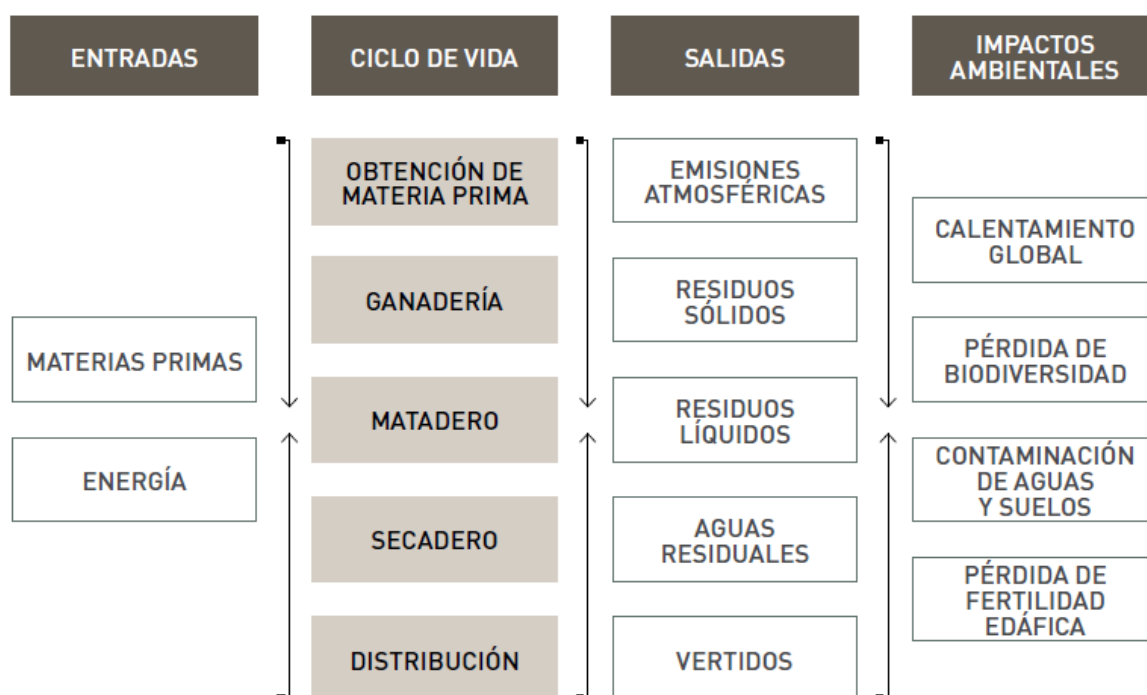 ENTRADAS
CICLO DE VIDA
SALIDAS
IMPACTOS
AMBIENTALES
MATERIAS PRIMAS
ENERGÍA
OBTENCIÓN DE
MATERIA PRIMA
GANADERÍA
MATADERO
SECADERO
DISTRIBUCIÓN
EMISIONES
ATMOSFÉRICAS
RESIDUOS
SÓLIDOS
RESIDUOS
LÍQUIDOS
AGUAS
RESIDUALES
VERTIDOS
CALENTAMIENTO
GLOBAL
PÉRDIDA DE
BIODIVERSIDAD
CONTAMINACIÓN
DE AGUAS
Y SUELOS
PÉRDIDA DE
FERTILIDAD
EDÁFICA